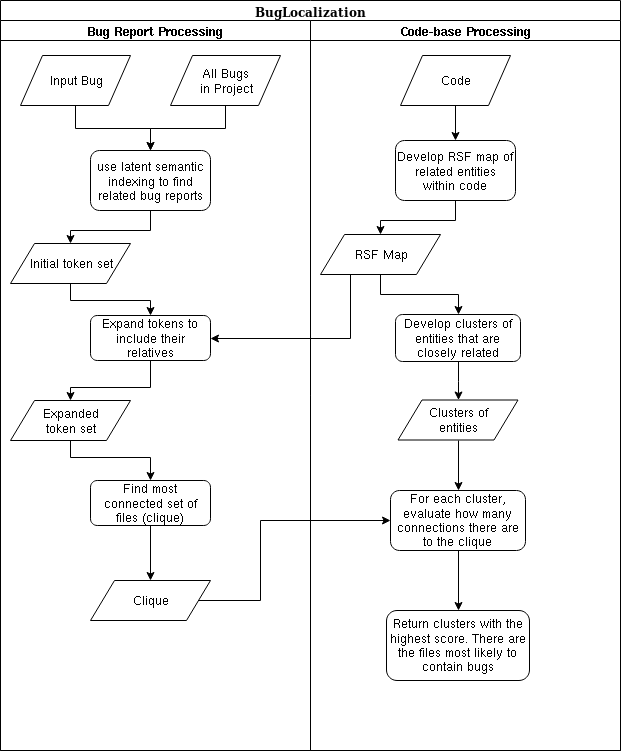 BugLocalization
Bug Report Processing
Code-base Processing
Input Bug
All Bugs
in Project
Code
use latent semantic
indexing to find
related bug reports
Develop RSF map of
related entities
within code
Initial token set
RSF Map
Expand tokens to
include their
relatives
Develop clusters of
entities that are
closely related
Expanded
token set
Clusters of
entities
Find most
connected set of
files (clique)
For each cluster,
evaluate how many
connections there are
to the clique
Clique
Return clusters with the
highest score. There are
the files most likely to
contain bugs